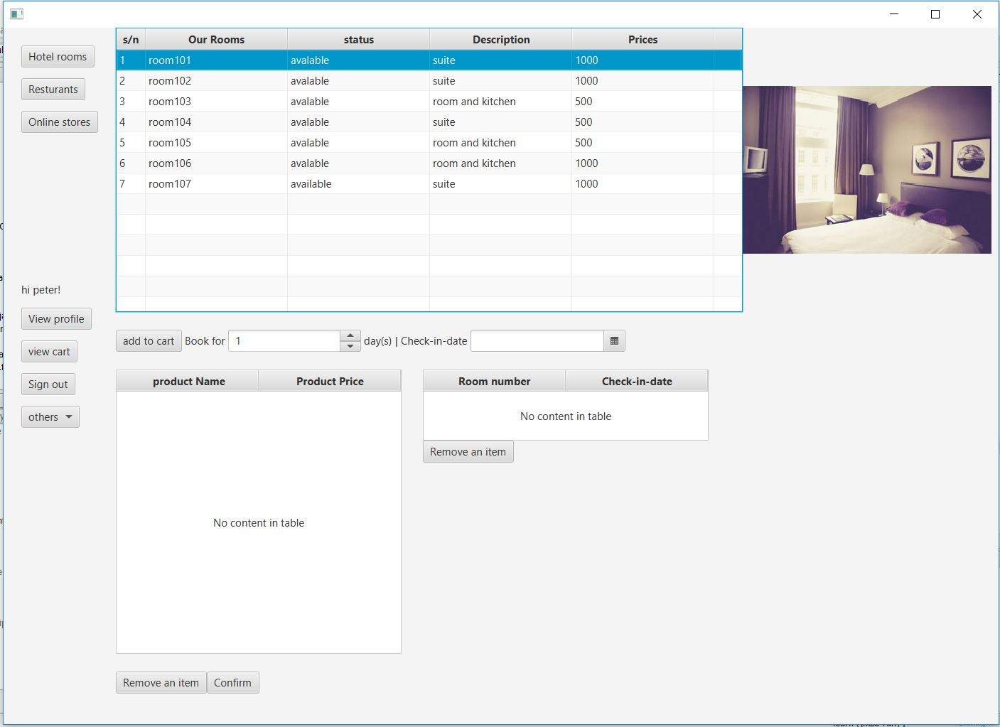 Hotel rooms
Resturants
Online stores
s/n Our Rooms status Description Prices
1 room101 avalable suite 1000
2 room102 avalable suite 1000
3 room103 avalable room and kitchen 500
4 room104 avalable suite 500
5 room105 avalable room and kitchen 500
6 room106 avalable room and kitchen 1000
7 room107 available suite 1000
hi peter!
View profile
view cart
Sign out
others
add to cart Book for 1 day(s) | Check-in-date
product Name Product Price
No content in table
Room number Check-in-date
No content in table
Remove an item
Remove an item Confirm